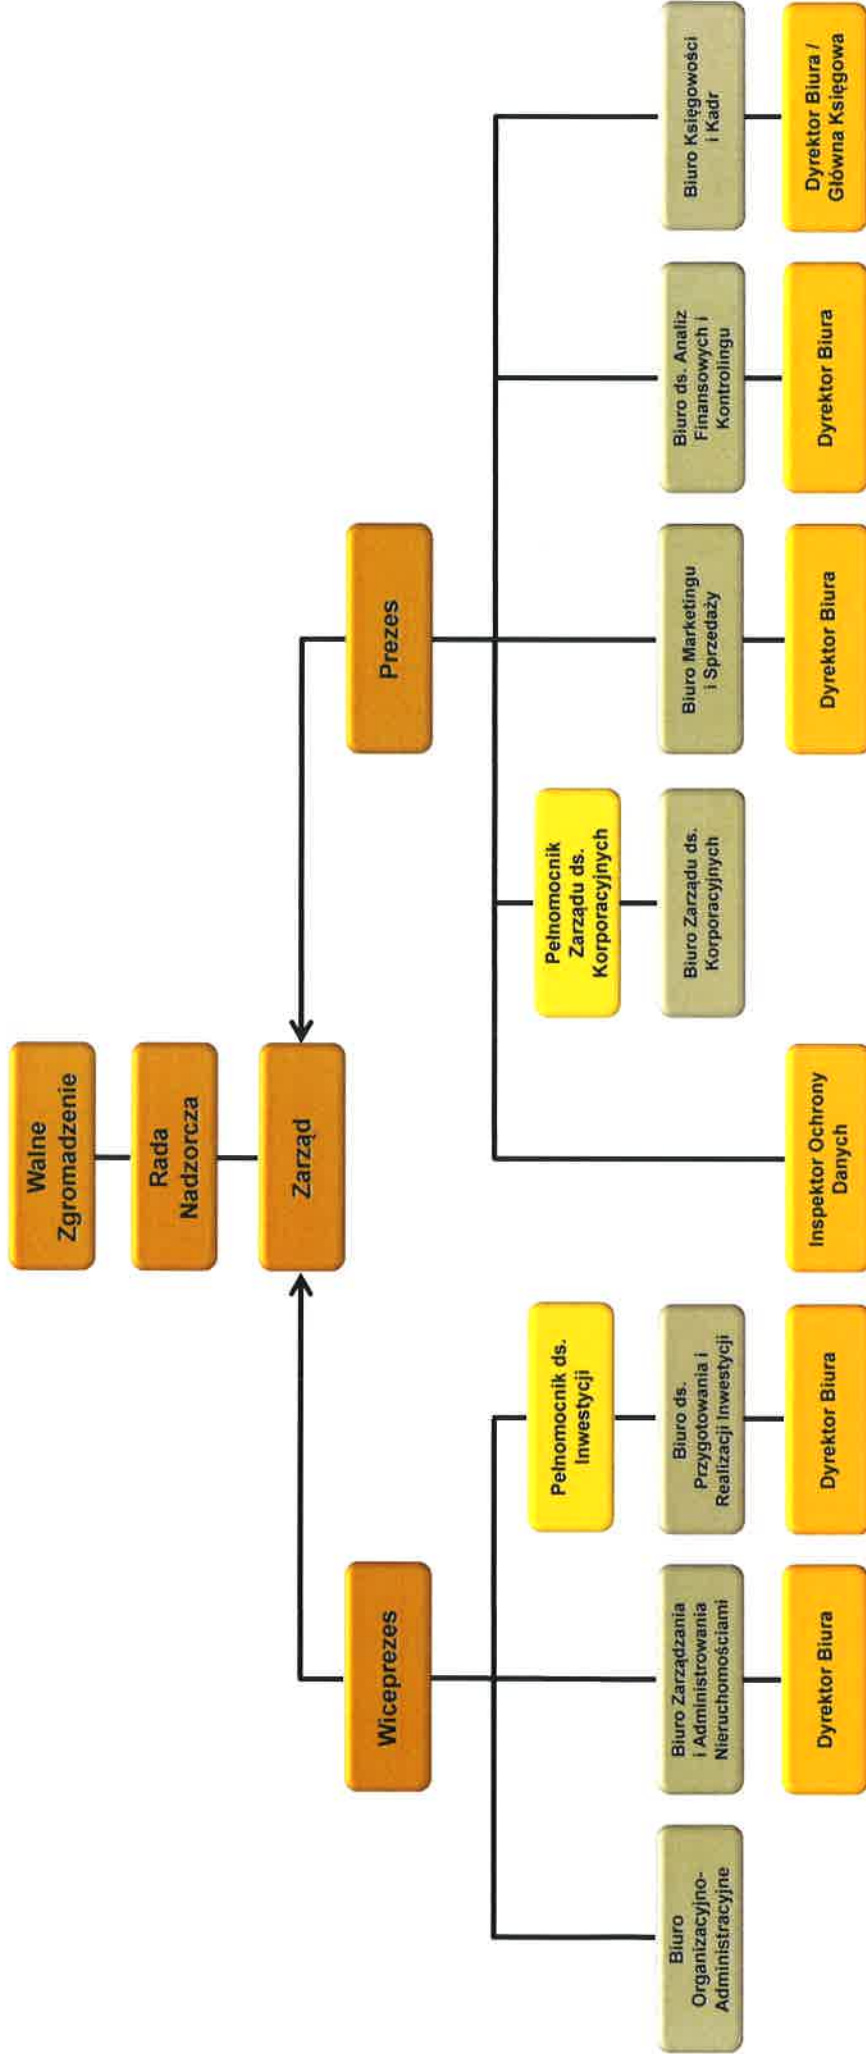 Walne
Zgromadzenie
Rada
Nadzorcza
Zarząd
Wiceprezes
Prezes
Pełnomocnik ds.
Inwestycji
Pełnomocnik
Zarządu ds.
Korporacyjnych
Biuro
Organizacyjno-
Administracyjne
Biuro Zarządzania
i Administrowania
Nieruchomościami
Biuro ds.
Przygotowania i
Realizacji Inwestycji
Biuro Zarządu ds.
Korporacyjnych
Biuro Marketingu
i Sprzedaży
Biuro ds. Analiz
Finansowych i
Kontrolingu
Biuro Księgowości
i Kadr
Dyrektor Biura
Dyrektor Biura
Inspektor Ochrony
Danych
Dyrektor Biura
Dyrektor Biura
Dyrektor Biura /
Główna Księgowa